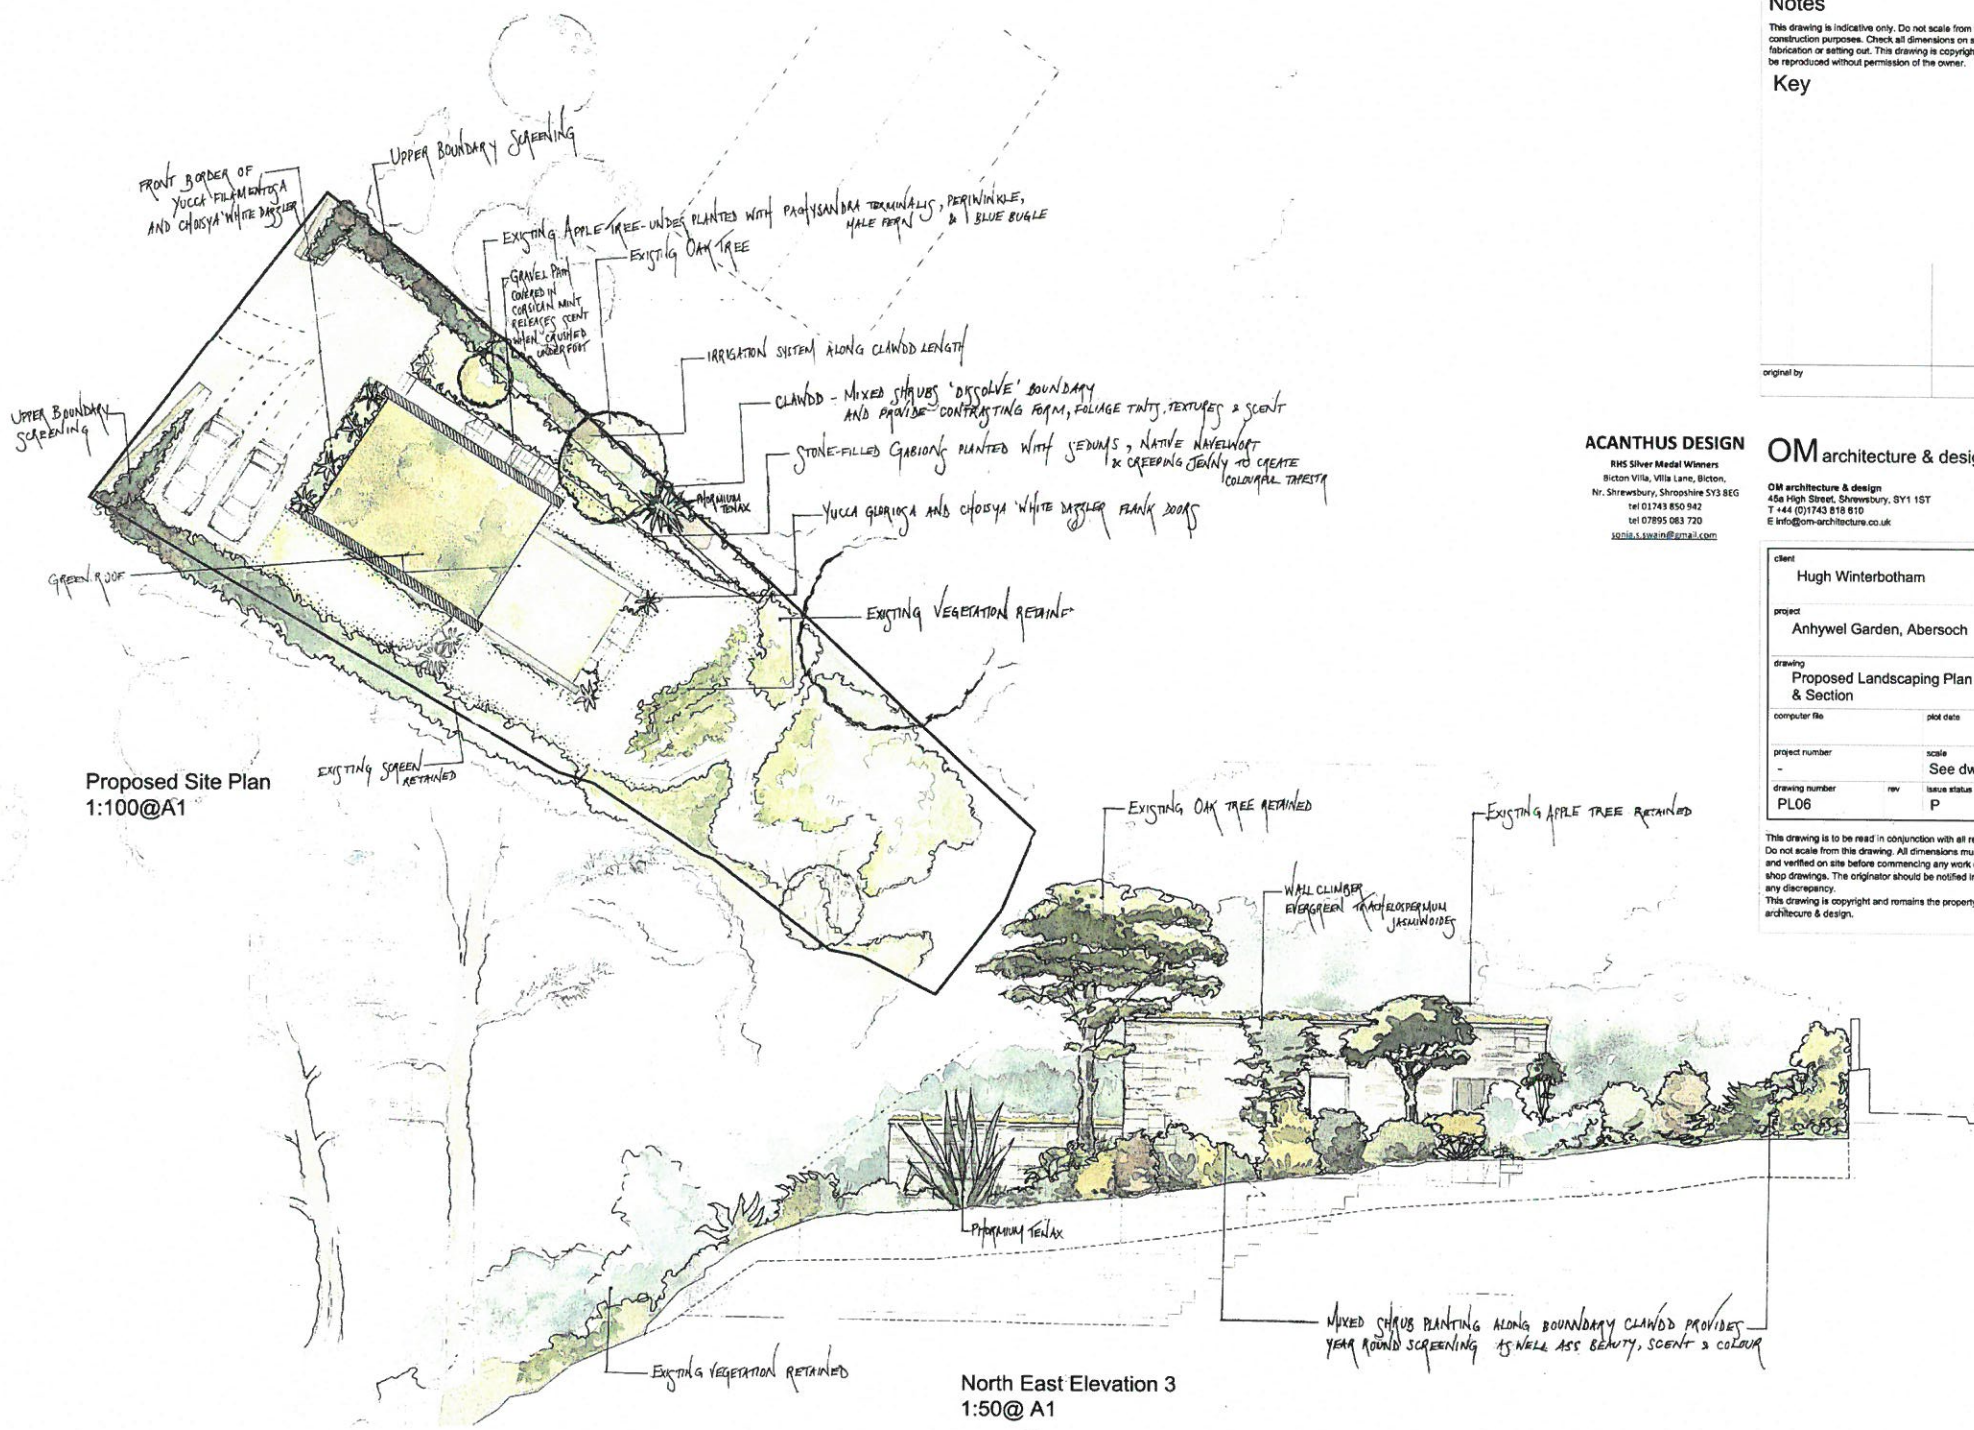 UPPER BOUNDARY SCREENING
FRONT BORDER OF
YUCCA FILAMENTOSA
AND CHOISYA 'WHITE DAZZLER
EXISTING APPLE TREE-UNDER PLANTED WITH PACHYSANDRA TERMINALIS, PERIWINKLE,
MALE FERN & BLUE BUGLE
EXISTIG OAK TREE
GRAVEL PATH
COVERED IN
CORSICAN MINT
RELEASES SCENT
WHEN CRUSHED
UNDERFOOT
IRRIGATION SYSTEM ALONG CLAWDD LENGTH
CLAWDD - MIXED SHRUBS 'DISSOLVE' BOUNDARY
AND PROVIDE CONTRASTING FORM, FOLIAGE TINTS, TEXTURES & SCENT
STONE-FILLED GABIONS PLANTED WITH SEDUMS, NATIVE NAVELWORT
& CREEPING JENNY TO CREATE
COLOURFUL TAPESTR
PHORMIUM
TENAX
YUCCA GLORIOSA AND CHOISYA 'WHITE DAZZLER FLANK DOORS
UPPER BOUNDARY
SCREENING
GREEN ROOF
EXISTING VEGETATION RETAINE
EXISTING SCREEN
RETAINED
Proposed Site Plan
1:100@A1
EXISTING OAK TREE RETAINED
EXISTING APPLE TREE RETAINED
WALL CLIMBER
EVERGREEN TRACHELOSPERMUM
JASMINOIDES
PHORMIUM TENAX
MIXED SHRUB PLANTING ALONG BOUNNDARY CLAWDD PROVIDES
YEAR ROUND SCREENING AS WELL ASS BEAUTY, SCENT & COLOUR
EXISTING VEGETATION RETAINED
North East Elevation 3
1:50@ A1
Notes
This drawing is indicative only. Do not scale from
construction purposes. Check all dimensions on s
fabrication or setting out. This drawing is copyrigh
be reproduced without permission of the owner.
Key
original by
ACANTHUS DESIGN
RHS Silver Medal Winners
Bicton Villa, Villa Lane, Bicton,
Nr. Shrewsbury, Shropshire SY3 8EG
tel 01743 850 942
tel 07895 083 720
sonia.s.swain@gmail.com
OM architecture & desig
OM architecture & design
45a High Street, Shrewsbury, SY1 1ST
T +44 (0)1743 818 810
E info@om-architecture.co.uk
client
Hugh Winterbotham
project
Anhywel Garden, Abersoch
drawing
Proposed Landscaping Plan
& Section
computer file plot date
project number scale
- See dw
drawing number rev issue status
PL06 P
This drawing is to be read in conjunction with all re
Do not scale from this drawing. All dimensions mu
and verified on site before commencing any work
shop drawings. The originator should be notified i
any discrepancy.
This drawing is copyright and remains the property
architecure & design.